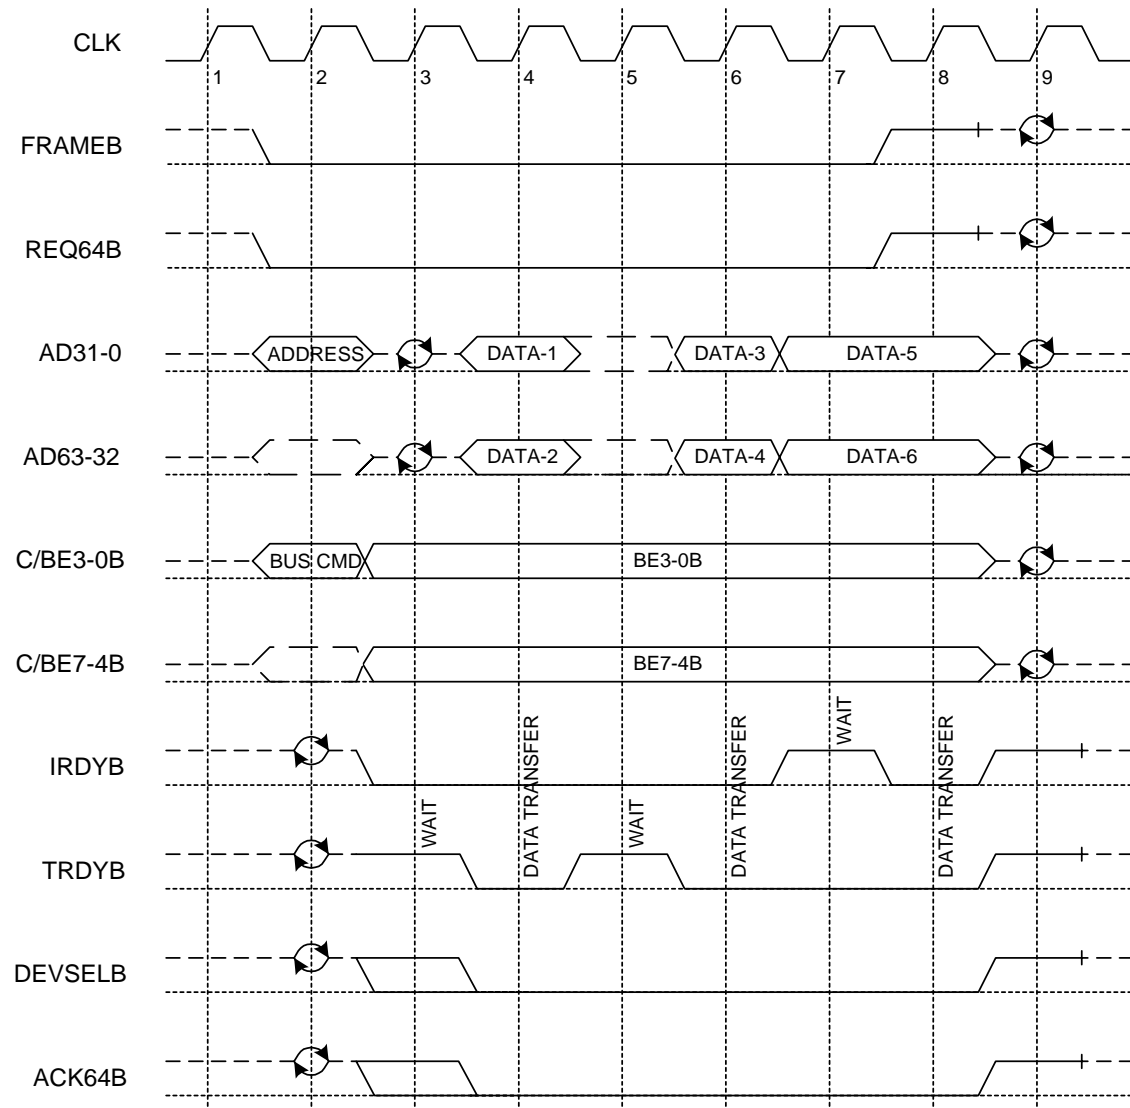 CLK
1 2 3 4 5 6 7 8 9
FRAMEB
REQ64B
AD31-0
ADDRESS DATA-1 DATA-3 DATA-5
AD63-32
DATA-2 DATA-4 DATA-6
C/BE3-0B
BUS CMD BE3-0B
C/BE7-4B
BE7-4B
IRDYB
WAIT
DATA TRANSFER
WAIT
DATA TRANSFER
WAIT
DATA TRANSFER
TRDYB
DEVSELB
ACK64B